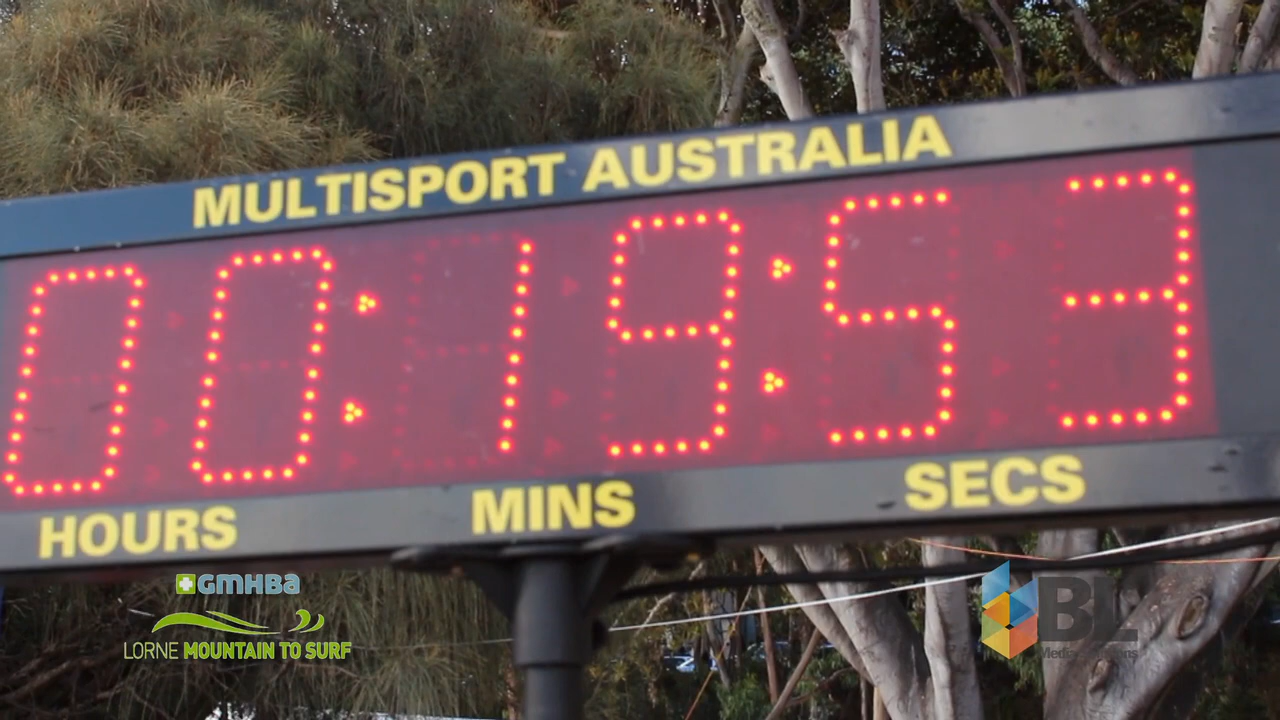 MULTISPORT AUSTRALIA
00:19:53
HOURS MINS SECS
GMHBA
LORNE MOUNTAIN TO SURF
BL